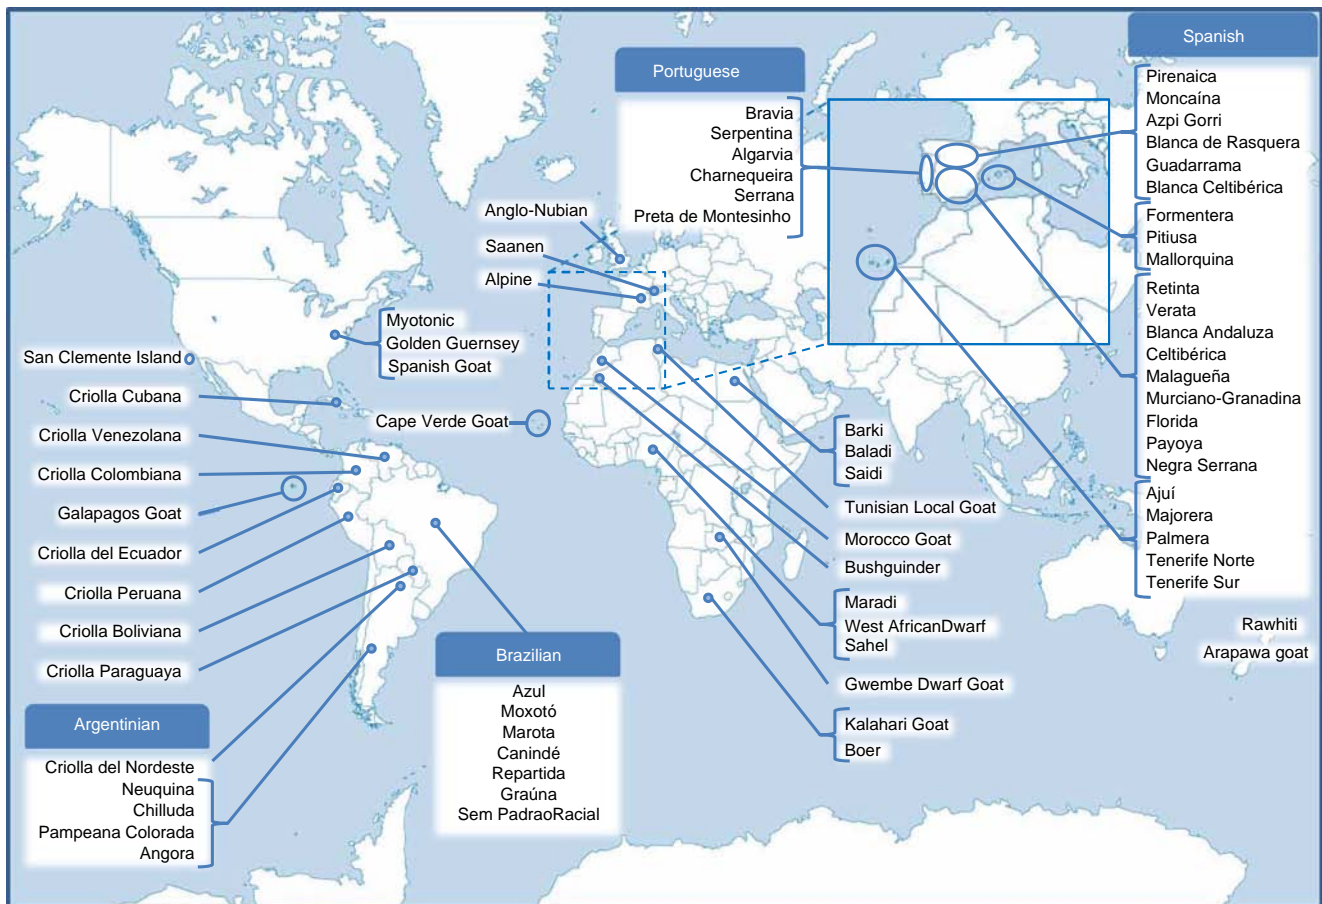 Spanish
Pirenaica
Moncaína
Azpi Gorri
Blanca de Rasquera
Guadarrama
Blanca Celtibérica
Formentera
Pitiusa
Mallorquina
Retinta
Verata
Blanca Andaluza
Celtibérica
Malagueña
Murciano-Granadina
Florida
Payoya
Negra Serrana
Ajuí
Majorera
Palmera
Tenerife Norte
Tenerife Sur
Portuguese
Bravia
Serpentina
Algarvia
Charnequeira
Serrana
Preta de Montesinho
Anglo-Nubian
Saanen
Alpine
Myotonic
Golden Guernsey
Spanish Goat
San Clemente Island
Criolla Cubana
Criolla Venezolana
Criolla Colombiana
Galapagos Goat
Criolla del Ecuador
Criolla Peruana
Criolla Boliviana
Criolla Paraguaya
Cape Verde Goat
Barki
Baladi
Saidi
Tunisian Local Goat
Morocco Goat
Bushguinder
Maradi
West AfricanDwarf
Sahel
Gwembe Dwarf Goat
Kalahari Goat
Boer
Rawhiti
Arapawa goat
Argentinian
Criolla del Nordeste
Neuquina
Chilluda
Pampeana Colorada
Angora
Brazilian
Azul
Moxotó
Marota
Canindé
Repartida
Graúna
Sem PadraoRacial